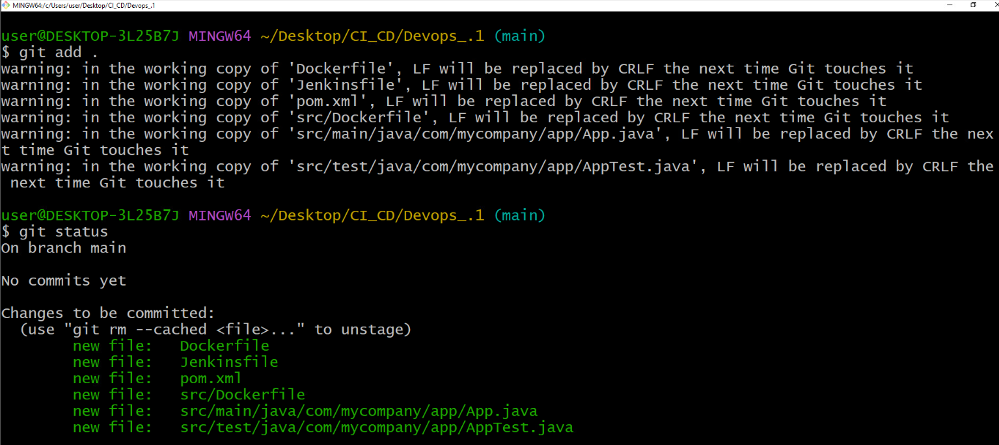 MINGW64:/c/Users/user/Desktop/CI_CD/Devops_.1
user@DESKTOP-3L25B7J MINGW64 ~/Desktop/CI_CD/Devops_.1 (main)
$ git add .
warning: in the working copy of 'Dockerfile', LF will be replaced by CRLF the next time Git touches it
warning: in the working copy of 'Jenkinsfile', LF will be replaced by CRLF the next time Git touches it
warning: in the working copy of 'pom.xml', LF will be replaced by CRLF the next time Git touches it
warning: in the working copy of 'src/Dockerfile', LF will be replaced by CRLF the next time Git touches it
warning: in the working copy of 'src/main/java/com/mycompany/app/App.java', LF will be replaced by CRLF the nex
t time Git touches it
warning: in the working copy of 'src/test/java/com/mycompany/app/AppTest.java', LF will be replaced by CRLF the
 next time Git touches it
user@DESKTOP-3L25B7J MINGW64 ~/Desktop/CI_CD/Devops_.1 (main)
$ git status
On branch main
No commits yet
Changes to be committed:
  (use "git rm --cached <file>..." to unstage)
        new file:   Dockerfile
        new file:   Jenkinsfile
        new file:   pom.xml
        new file:   src/Dockerfile
        new file:   src/main/java/com/mycompany/app/App.java
        new file:   src/test/java/com/mycompany/app/AppTest.java